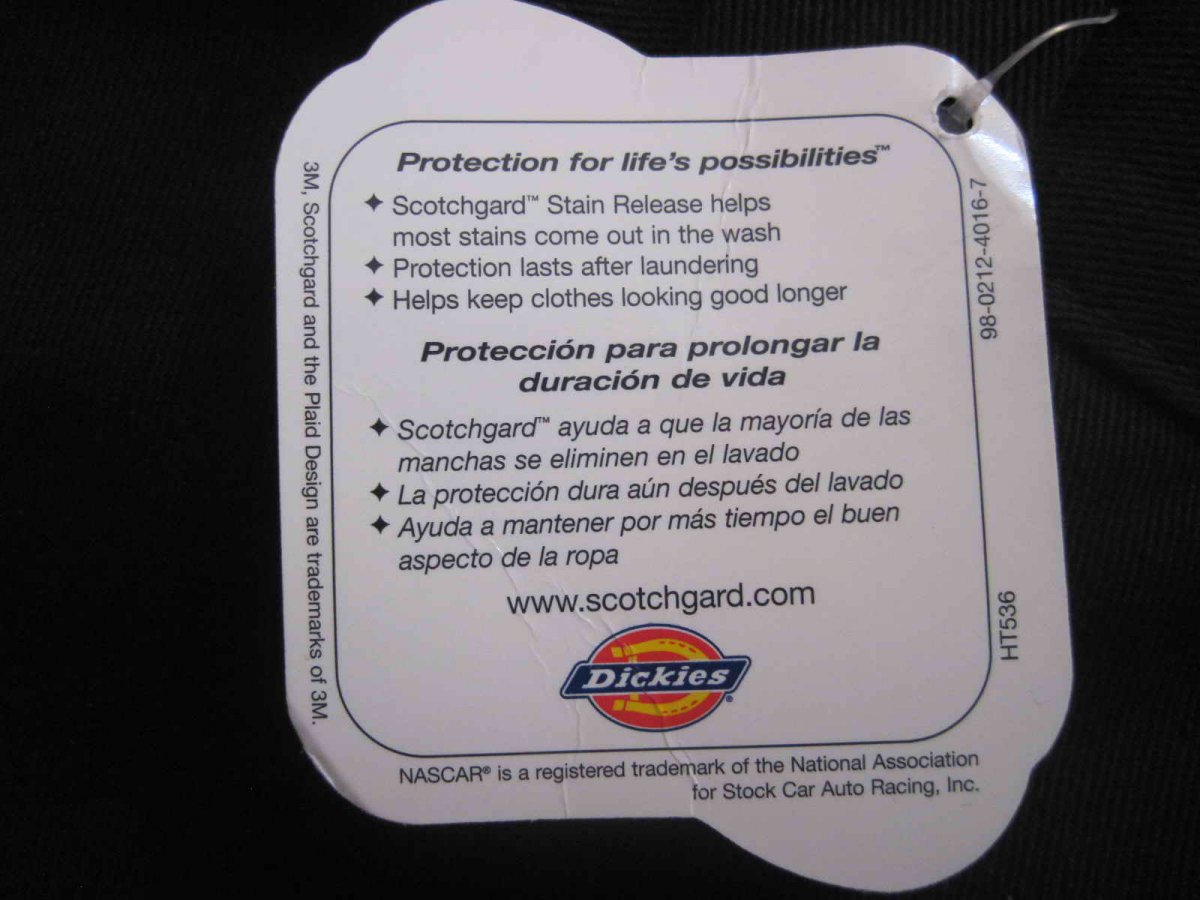 Protection for life's possibilities™
✦ Scotchgard™ Stain Release helps
most stains come out in the wash
✦ Protection lasts after laundering
✦ Helps keep clothes looking good longer
Protección para prolongar la
duración de vida
✦ Scotchgard™ ayuda a que la mayoría de las
manchas se eliminen en el lavado
✦ La protección dura aún después del lavado
✦ Ayuda a mantener por más tiempo el buen
aspecto de la ropa
www.scotchgard.com
Dickies®
NASCAR® is a registered trademark of the National Association
for Stock Car Auto Racing, Inc.
3M, Scotchgard and the Plaid Design are trademarks of 3M.
98-0212-4016-7
HT536